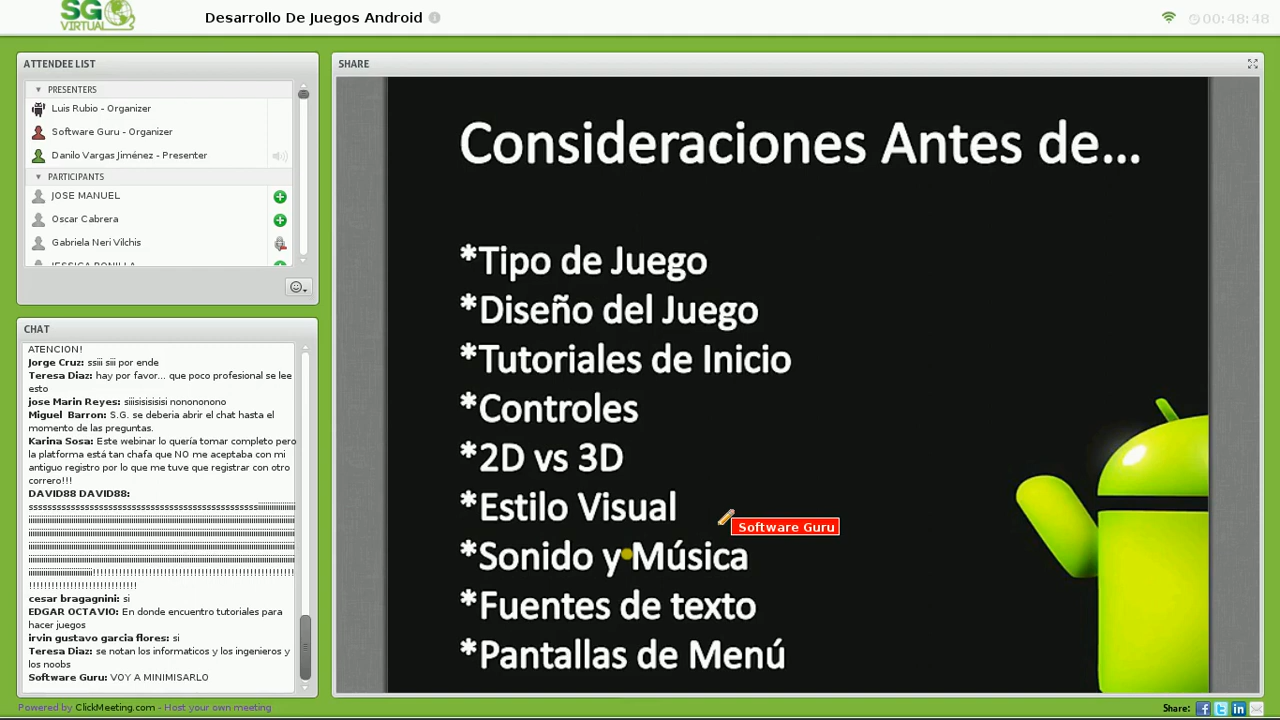 SG
VIRTUAL
Desarrollo De Juegos Android
00:48:48
ATTENDEE LIST
PRESENTERS
Luis Rubio - Organizer
Software Guru - Organizer
Danilo Vargas Jiménez - Presenter
PARTICIPANTS
JOSE MANUEL
Oscar Cabrera
Gabriela Neri Vilchis
JESSICA BONILLA
CHAT
ATENCION!
Jorge Cruz: ssiii siii por ende
Teresa Diaz: hay por favor... que poco profesional se lee
esto
jose Marin Reyes: siiisisisisisi nonononono
Miguel Barron: S.G. se deberia abrir el chat hasta el
momento de las preguntas.
Karina Sosa: Este webinar lo quería tomar completo pero
la platforma está tan chafa que NO me aceptaba con mi
antiguo registro por lo que me tuve que registrar con otro
correro!!!
DAVID88 DAVID88:
cesar bragagnini: si
EDGAR OCTAVIO: En donde encuentro tutoriales para
hacer juegos
irvin gustavo garcia flores: si
Teresa Diaz: se notan los informaticos y los ingenieros y
los noobs
Software Guru: VOY A MINIMISARLO
SHARE
Consideraciones Antes de...
*Tipo de Juego
*Diseño del Juego
*Tutoriales de Inicio
*Controles
*2D vs 3D
*Estilo Visual
Software Guru
*Sonido y Música
*Fuentes de texto
*Pantallas de Menú
Powered by ClickMeeting.com - Host your own meeting
Share: